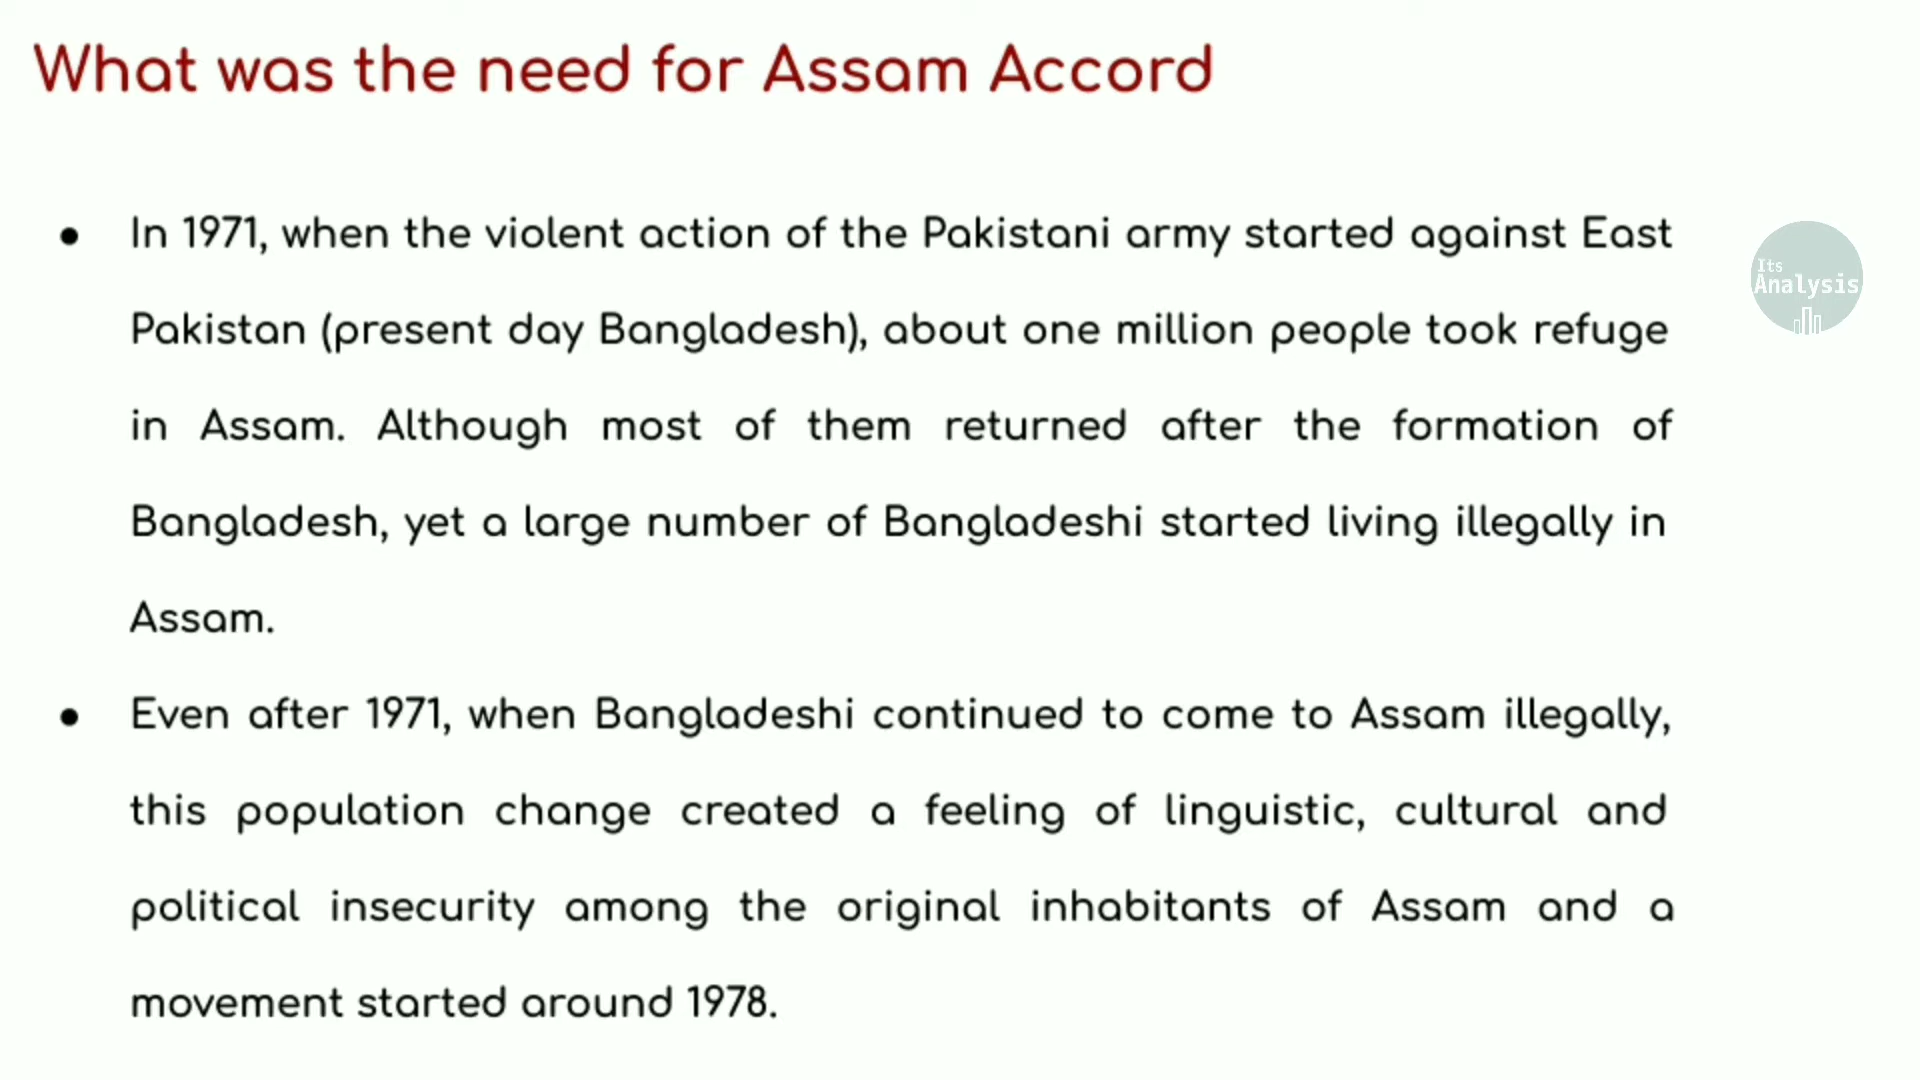 What was the need for Assam Accord
● In 1971, when the violent action of the Pakistani army started against East
Pakistan (present day Bangladesh), about one million people took refuge
in Assam. Although most of them returned after the formation of
Bangladesh, yet a large number of Bangladeshi started living illegally in
Assam.
● Even after 1971, when Bangladeshi continued to come to Assam illegally,
this population change created a feeling of linguistic, cultural and
political insecurity among the original inhabitants of Assam and a
movement started around 1978.
Its
Analysis